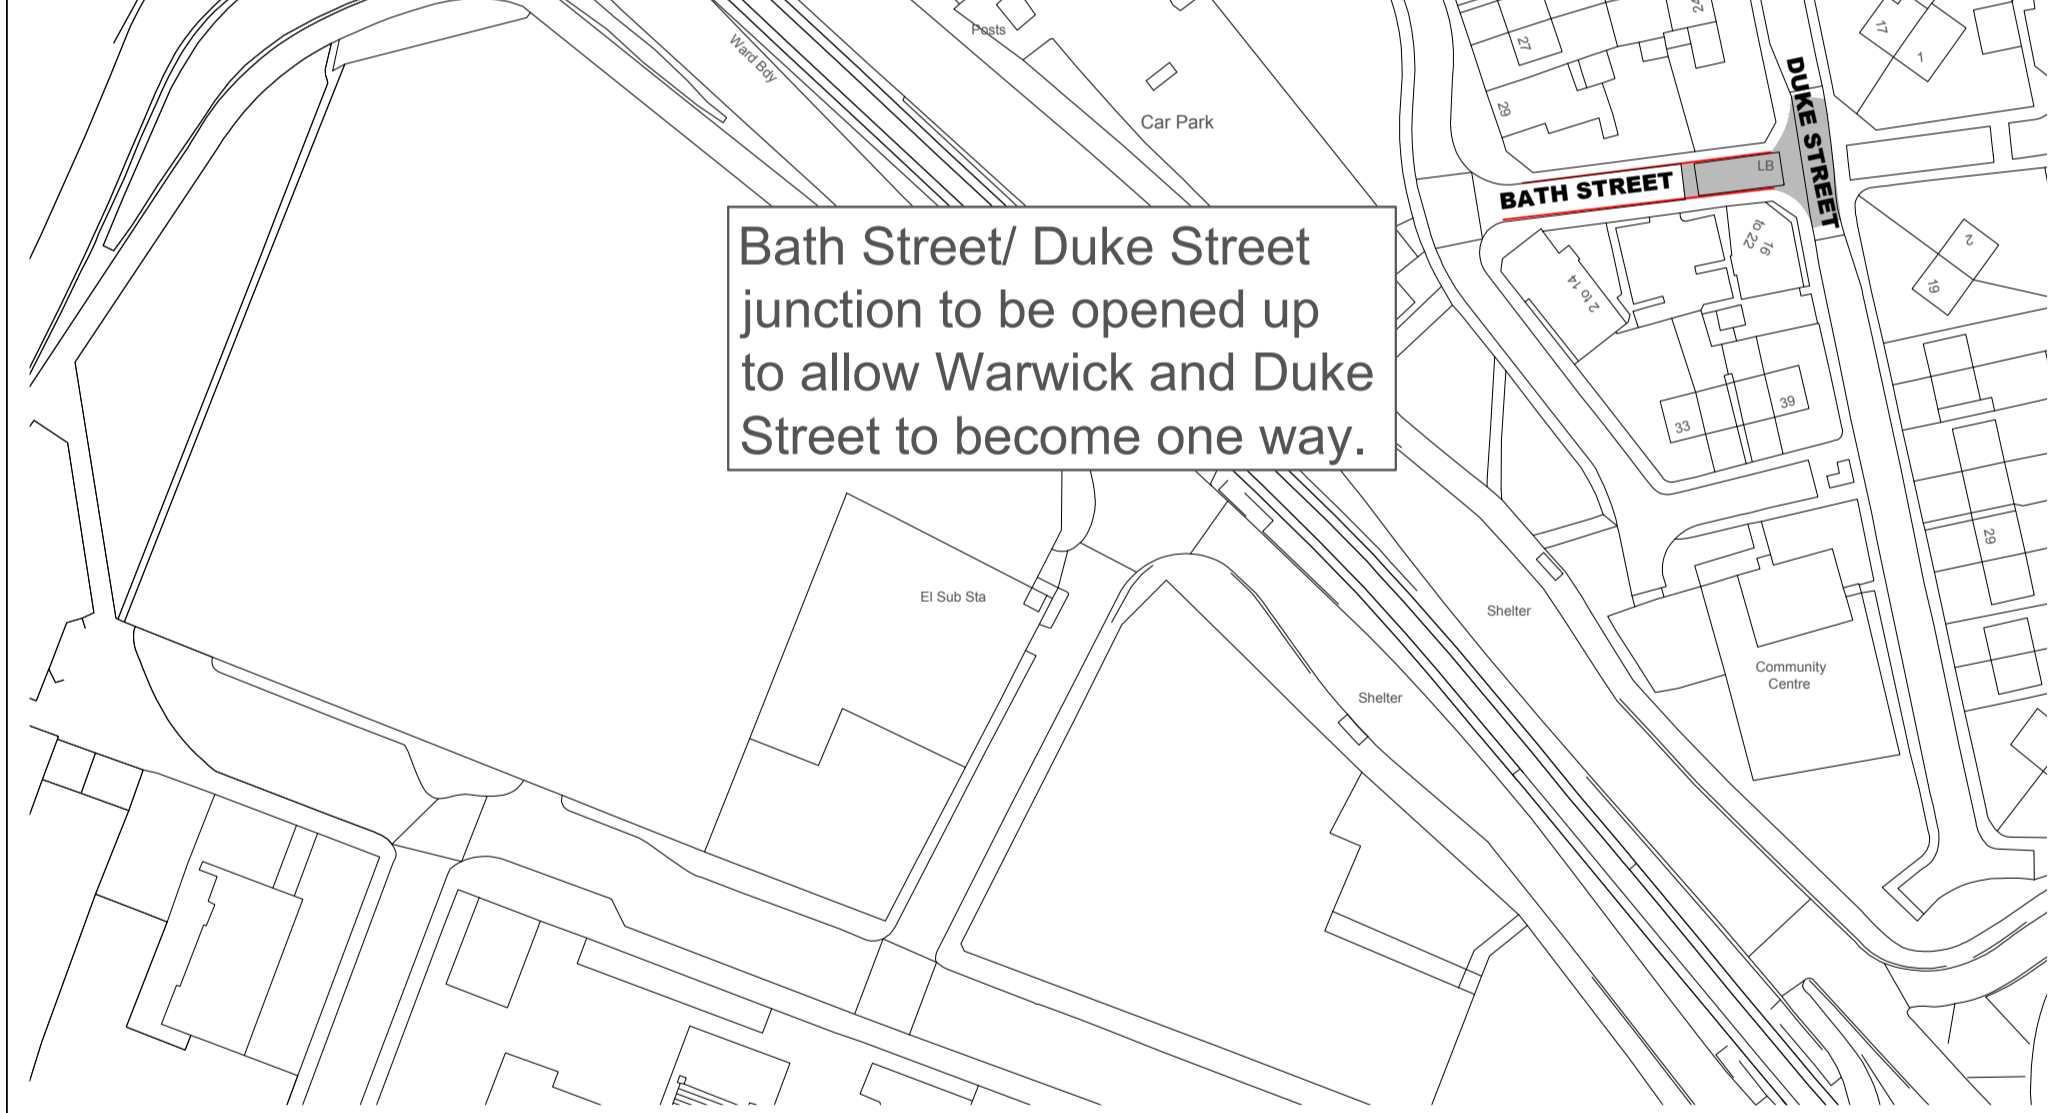 Posts
Ward Bdy
Car Park
27
24
29
17
1
DUKE STREET
LB
BATH STREET
Bath Street/ Duke Street
junction to be opened up
to allow Warwick and Duke
Street to become one way.
16
to 22
2 to 14
2
19
39
33
29
El Sub Sta
Shelter
Shelter
Community
Centre